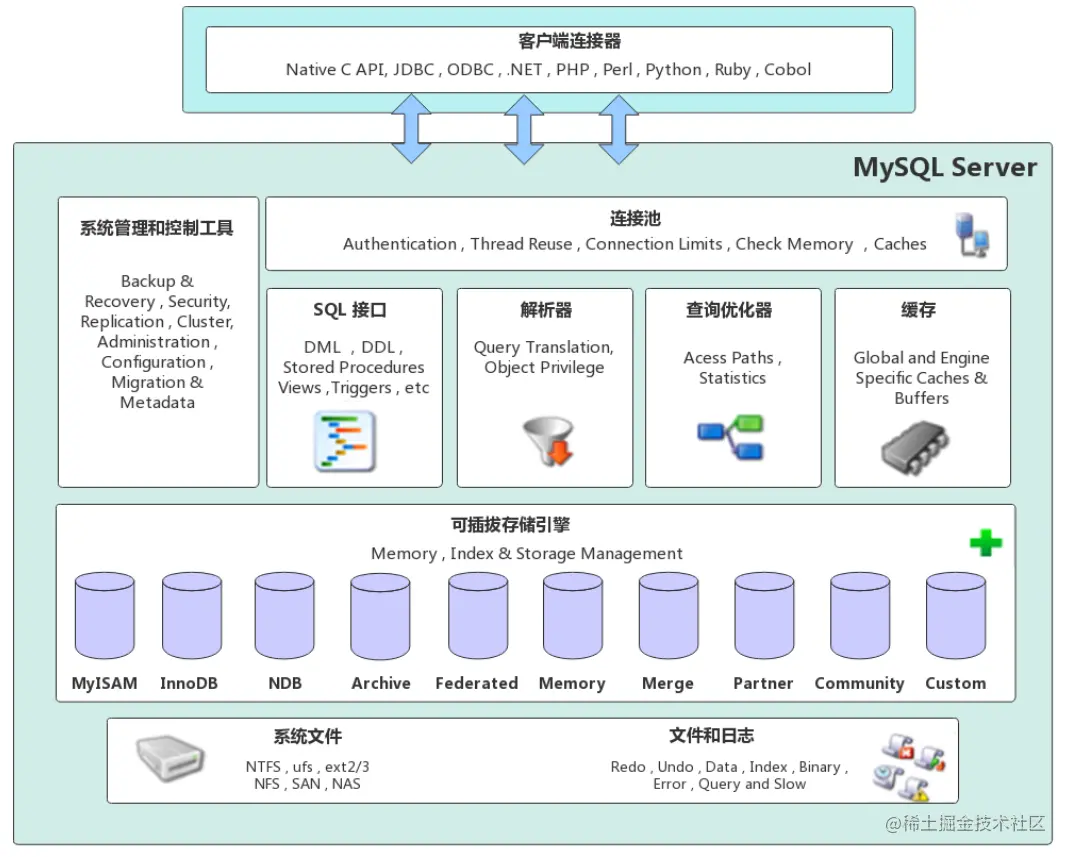 客户端连接器
Native C API, JDBC , ODBC , .NET , PHP , Perl , Python , Ruby , Cobol
MySQL Server
系统管理和控制工具
Backup &
Recovery , Security,
Replication , Cluster,
Administration ,
Configuration ,
Migration &
Metadata
连接池
Authentication , Thread Reuse , Connection Limits , Check Memory , Caches
SQL 接口
DML , DDL ,
Stored Procedures
Views ,Triggers , etc
解析器
Query Translation,
Object Privilege
查询优化器
Acess Paths ,
Statistics
缓存
Global and Engine
Specific Caches &
Buffers
可插拔存储引擎
Memory , Index & Storage Management
MyISAM
InnoDB
NDB
Archive
Federated
Memory
Merge
Partner
Community
Custom
系统文件
NTFS , ufs , ext2/3
NFS , SAN , NAS
文件和日志
Redo , Undo , Data , Index , Binary ,
Error , Query and Slow
@稀土掘金技术社区